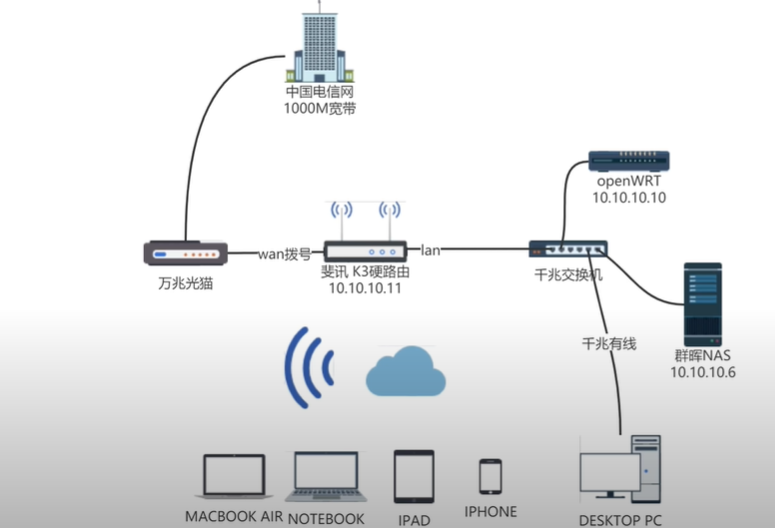 中国电信网
1000M宽带
openWRT
10.10.10.10
wan拨号
lan
万兆光猫
斐讯 K3硬路由
10.10.10.11
千兆交换机
千兆有线
群晖NAS
10.10.10.6
MACBOOK AIR
NOTEBOOK
IPAD
IPHONE
DESKTOP PC